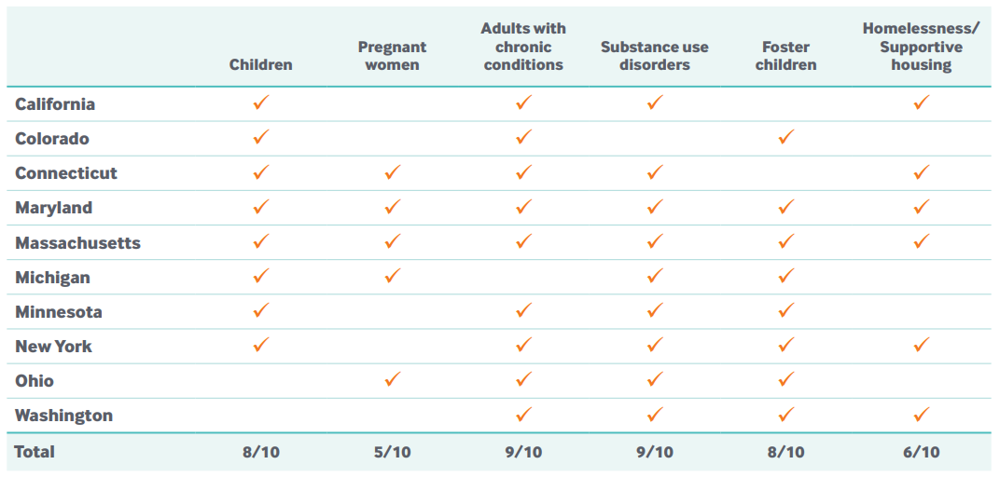 Children Pregnant women Adults with chronic conditions Substance use disorders Foster children Homelessness/ Supportive housing
California ✓ ✓ ✓ ✓
Colorado ✓ ✓ ✓
Connecticut ✓ ✓ ✓ ✓ ✓
Maryland ✓ ✓ ✓ ✓ ✓ ✓
Massachusetts ✓ ✓ ✓ ✓ ✓ ✓
Michigan ✓ ✓ ✓ ✓
Minnesota ✓ ✓ ✓ ✓
New York ✓ ✓ ✓ ✓ ✓
Ohio ✓ ✓ ✓ ✓
Washington ✓ ✓ ✓ ✓
Total 8/10 5/10 9/10 9/10 8/10 6/10